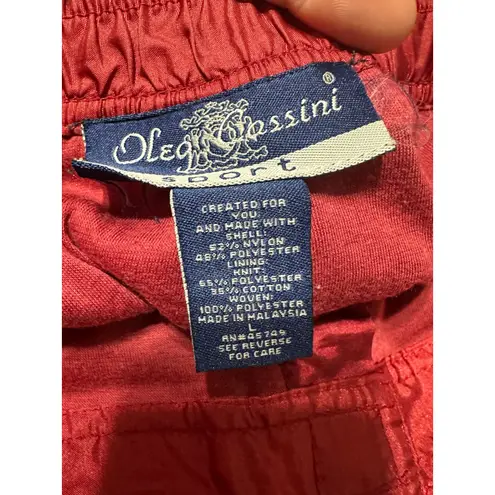 Oleg Cassini ®
sport
CREATED FOR
YOU
AND MADE WITH
SHELL:
52% NYLON
48% POLYESTER
LINING:
KNIT:
65% POLYESTER
35% COTTON
WOVEN:
100% POLYESTER
MADE IN MALAYSIA
L
RN#45749
SEE REVERSE
FOR CARE